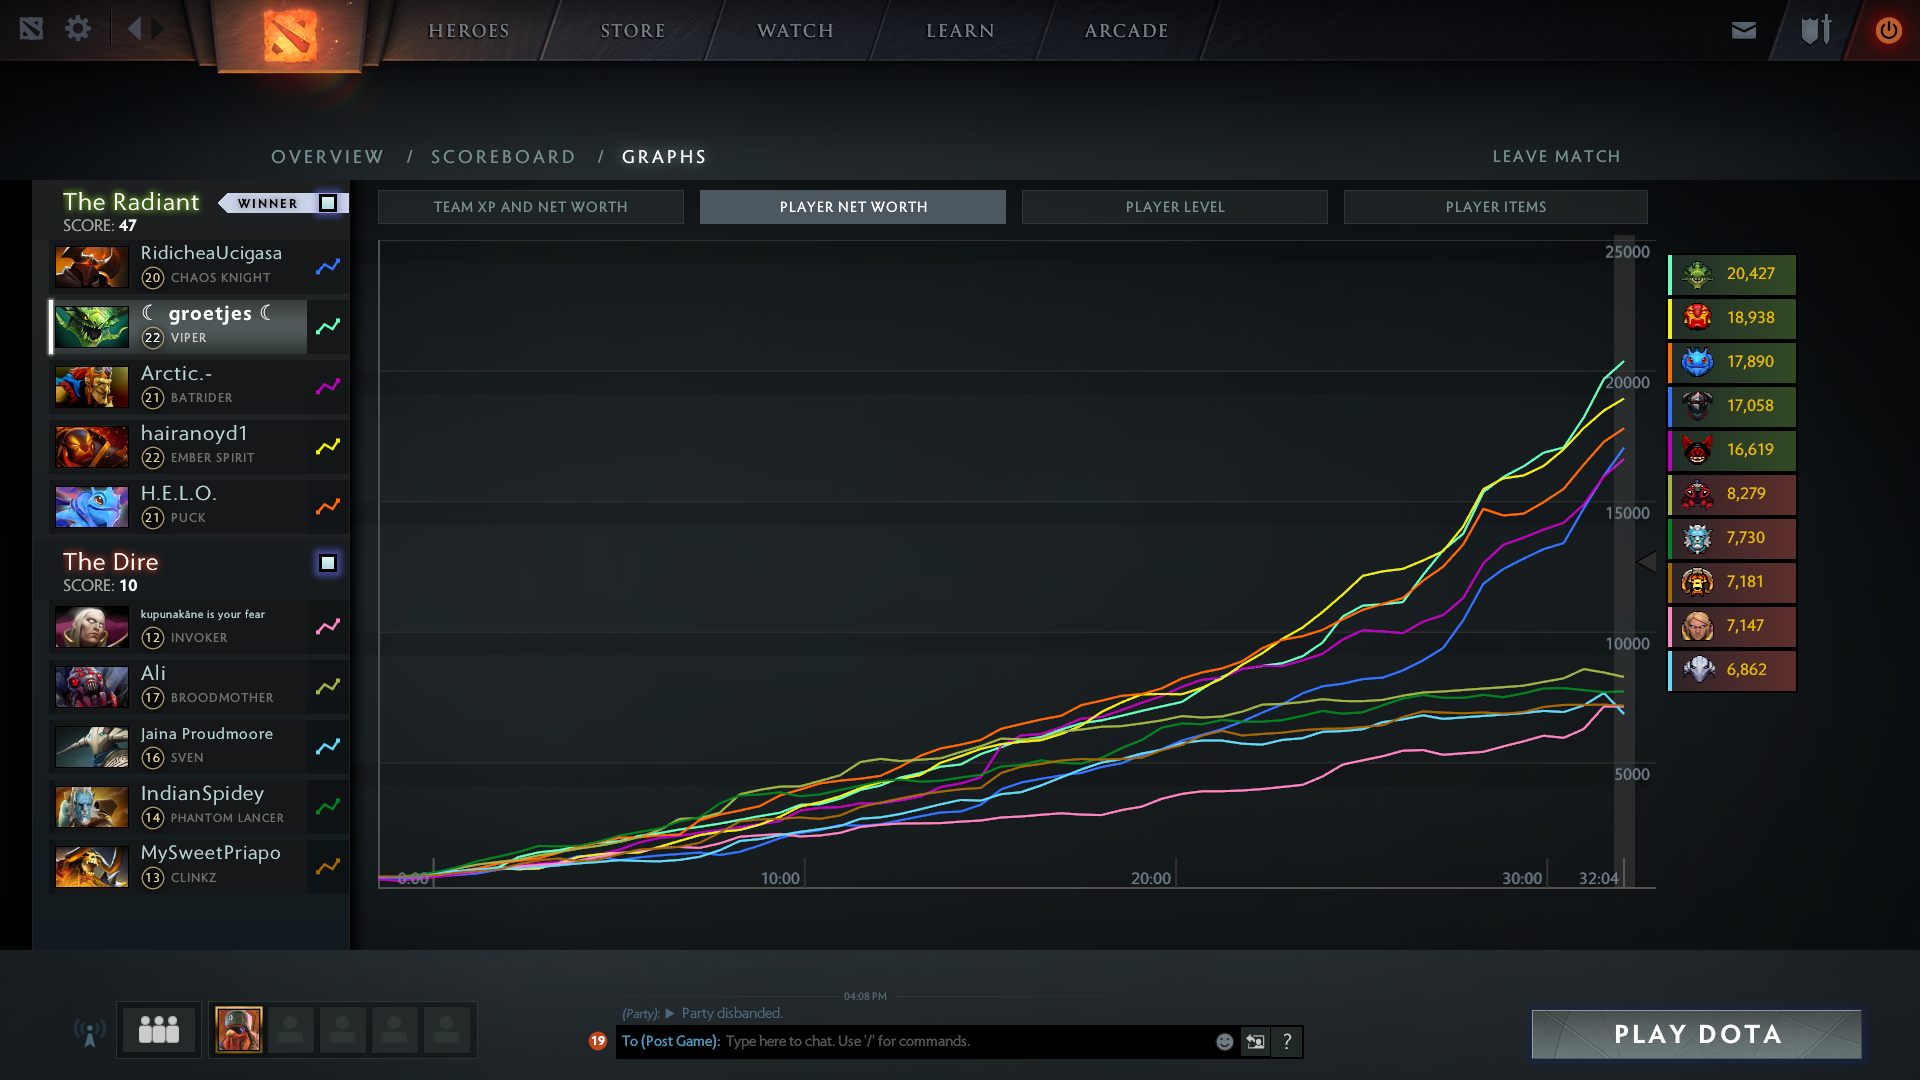 HEROES
STORE
WATCH
LEARN
ARCADE
OVERVIEW / SCOREBOARD / GRAPHS
LEAVE MATCH
The Radiant
WINNER
SCORE: 47
RidicheaUcigasa
20 CHAOS KNIGHT
☾ groetjes ☾
22 VIPER
Arctic.-
21 BATRIDER
hairanoyd1
22 EMBER SPIRIT
H.E.L.O.
21 PUCK
The Dire
SCORE: 10
kupunakāne is your fear
12 INVOKER
Ali
17 BROODMOTHER
Jaina Proudmoore
16 SVEN
IndianSpidey
14 PHANTOM LANCER
MySweetPriapo
13 CLINKZ
TEAM XP AND NET WORTH
PLAYER NET WORTH
PLAYER LEVEL
PLAYER ITEMS
25000
20000
15000
10000
5000
0:00
10:00
20:00
30:00
32:04
20,427
18,938
17,890
17,058
16,619
8,279
7,730
7,181
7,147
6,862
04:08 PM
(Party): ▶ Party disbanded.
19
To (Post Game): Type here to chat. Use '/' for commands.
?
PLAY DOTA